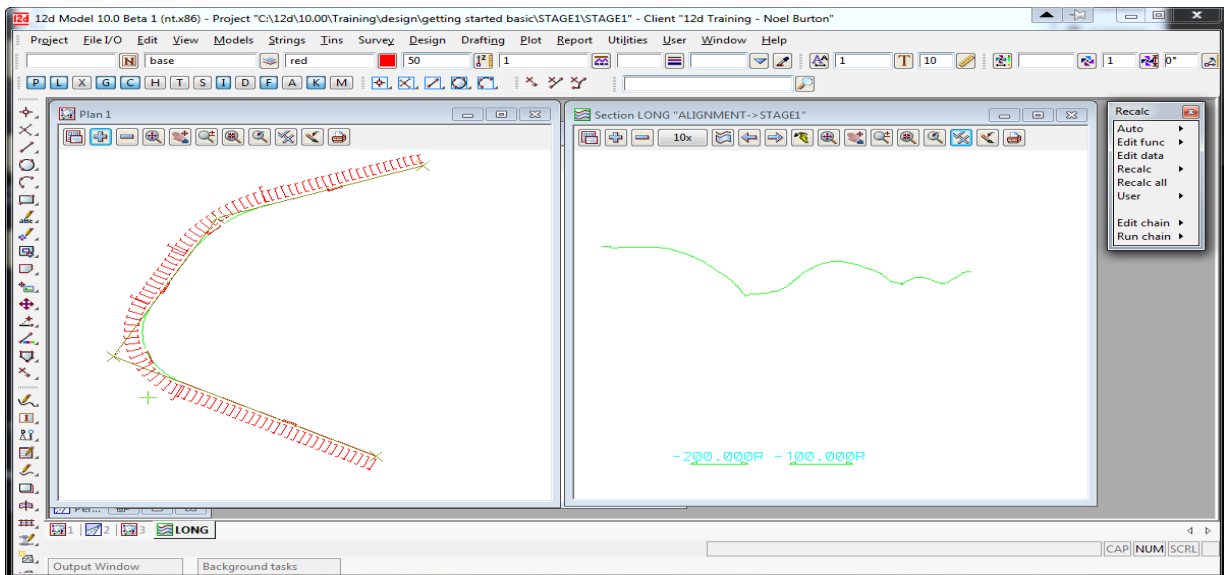 12d Model 10.0 Beta 1 (nt.x86) - Project "C:\12d\10.00\Training\design\getting started basic\STAGE1\STAGE1" - Client "12d Training - Noel Burton"
Project File I/O Edit View Models Strings Tins Survey Design Drafting Plot Report Utilities User Window Help
N base red 50 1² 1 1 T 10 1 0°
P L X G C H T S I D F A K M
Plan 1
Section LONG "ALIGNMENT->STAGE1"
10x
Recalc
Auto
Edit func
Edit data
Recalc
Recalc all
User
Edit chain
Run chain
abc
-200.000R -100.000R
Per...
1 2 3 LONG
CAP NUM SCRL
Output Window Background tasks